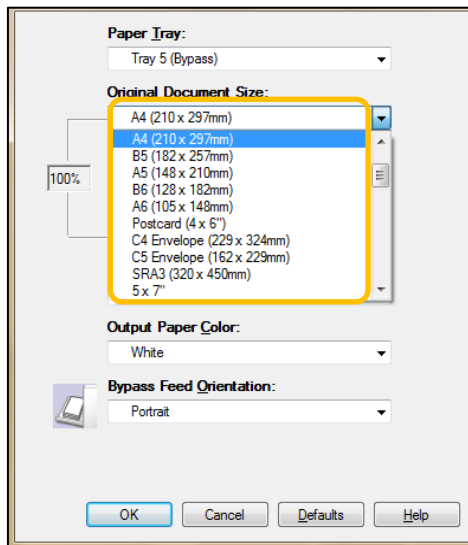 Paper Tray:
Tray 5 (Bypass)
Original Document Size:
A4 (210 x 297mm)
A4 (210 x 297mm)
B5 (182 x 257mm)
A5 (148 x 210mm)
100%
B6 (128 x 182mm)
A6 (105 x 148mm)
Postcard (4 x 6")
C4 Envelope (229 x 324mm)
C5 Envelope (162 x 229mm)
SRA3 (320 x 450mm)
5 x 7"
Output Paper Color:
White
Bypass Feed Orientation:
Portrait
OK Cancel Defaults Help